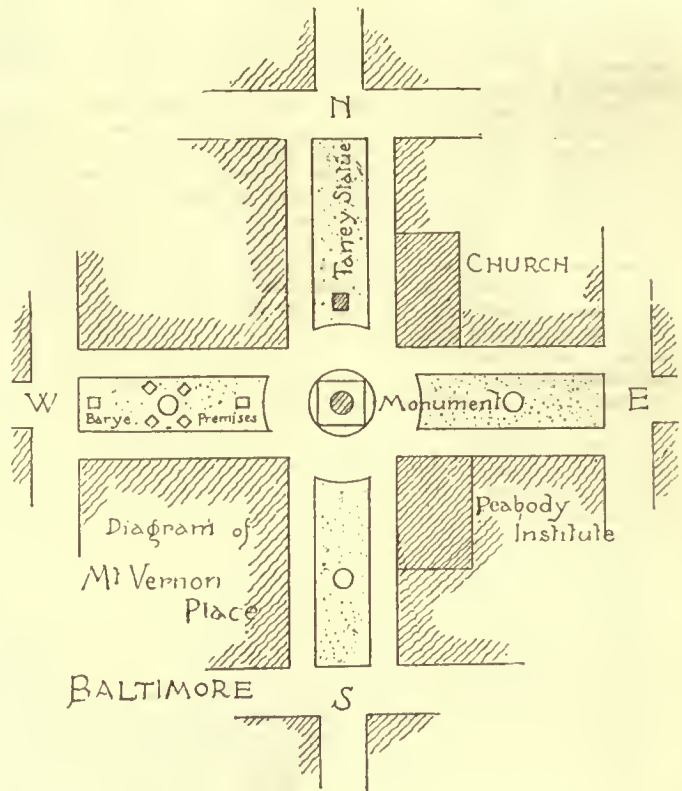 N
Taney Statue
CHURCH
W
Barye.
Premises
Monument
E
Peabody
Institute
Diagram of
Mt Vernon
Place
BALTIMORE
S